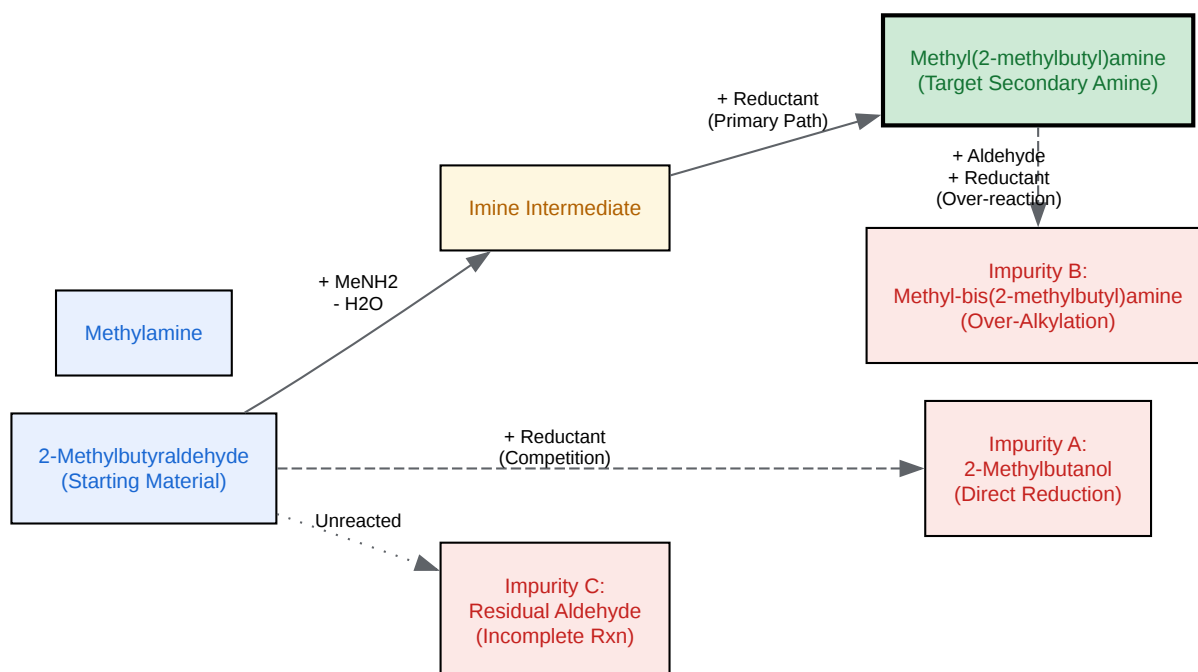 Methyl(2-methylbutyl)amine
(Target Secondary Amine)
+ Reductant
(Primary Path)
+ Aldehyde
+ Reductant
(Over-reaction)
Imine Intermediate
+ MeNH2
- H2O
Impurity B:
Methyl-bis(2-methylbutyl)amine
(Over-Alkylation)
Methylamine
2-Methylbutyraldehyde
(Starting Material)
+ Reductant
(Competition)
Impurity A:
2-Methylbutanol
(Direct Reduction)
Unreacted
Impurity C:
Residual Aldehyde
(Incomplete Rxn)